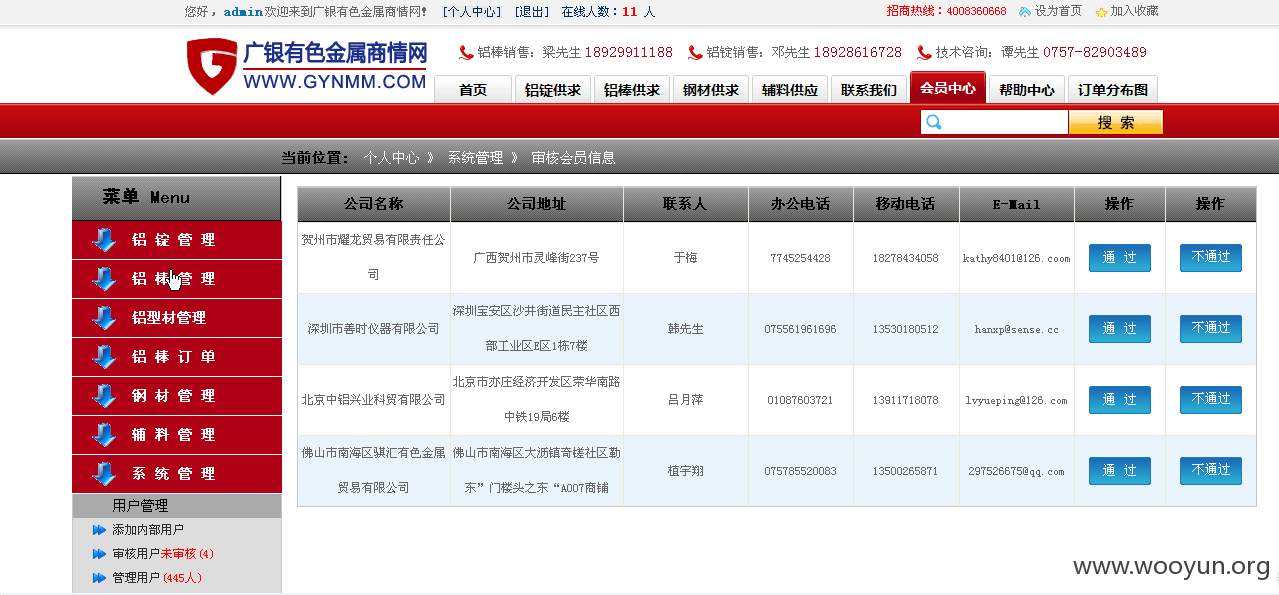 您好，admin欢迎来到广银有色金属商情网! [个人中心] [退出] 在线人数：11 人
招商热线：4008360668 设为首页 加入收藏
广银有色金属商情网
WWW.GYNMM.COM
铝棒销售：梁先生 18929911188 铝锭销售：邓先生 18928616728 技术咨询：谭先生 0757-82903489
首页 铝锭供求 铝棒供求 钢材供求 辅料供应 联系我们 会员中心 帮助中心 订单分布图
搜 索
当前位置： 个人中心 》 系统管理 》 审核会员信息
菜单 Menu
铝 锭 管 理
铝 棒 管 理
铝型材管理
铝 棒 订 单
钢 材 管 理
辅 料 管 理
系 统 管 理
用户管理
添加内部用户
审核用户未审核(4)
管理用户(445人)
公司名称 公司地址 联系人 办公电话 移动电话 E-Mail 操作 操作
贺州市耀龙贸易有限责任公
司
广西贺州市灵峰街237号 于梅 7745254428 18278434058 kathy8401@126.coom 通 过 不通过
深圳市善时仪器有限公司
深圳宝安区沙井街道民主社区西
部工业区E区1栋7楼
韩先生 075561961696 13530180512 hanxp@sense.cc 通 过 不通过
北京中铝兴业科贸有限公司
北京市亦庄经济开发区荣华南路
中铁19局6楼
吕月萍 01087603721 13911718078 lvyueping@126.com 通 过 不通过
佛山市南海区骐汇有色金属
贸易有限公司
佛山市南海区大沥镇奇槎社区勒
东”门楼头之东“A007商铺
植宇翔 075785520083 13500265871 297526675@qq.com 通 过 不通过
www.wooyun.org